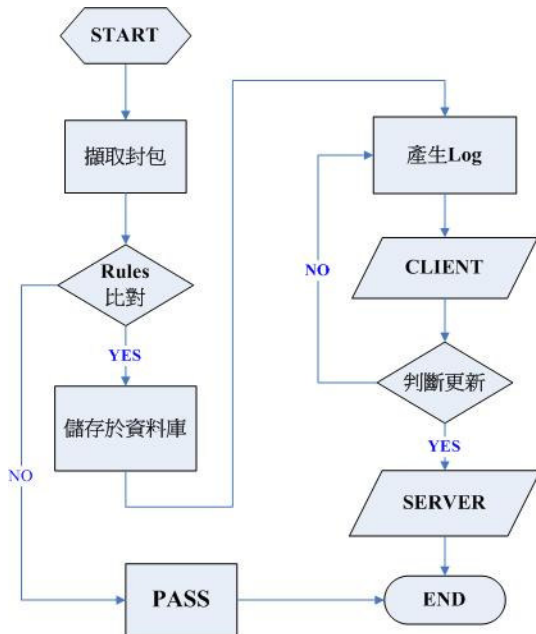 START
擷取封包
Rules
比對
YES
儲存於資料庫
NO
PASS
產生Log
CLIENT
NO
判斷更新
YES
SERVER
END